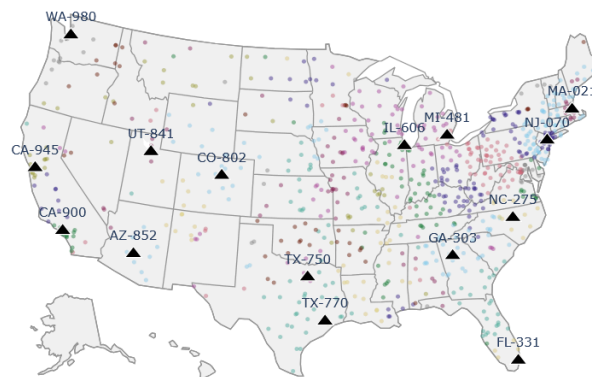 WA-980
MA-021
MI-481
NJ-070
IL-606
UT-841
CA-945
CO-802
NC-275
CA-900
AZ-852
GA-303
TX-750
TX-770
FL-331